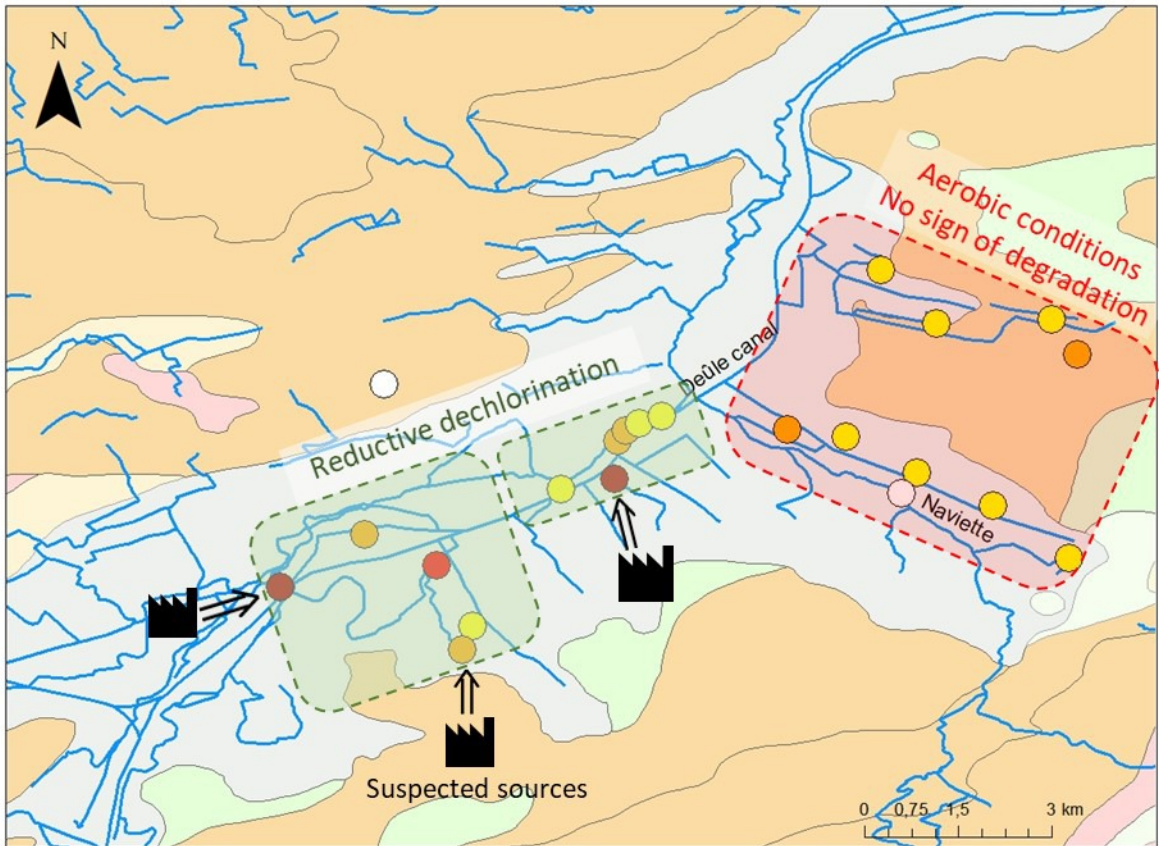 N
Aerobic conditions
No sign of degradation
Deûle canal
Reductive dechlorination
Naviette
Suspected sources
0 0,75 1,5 3 km